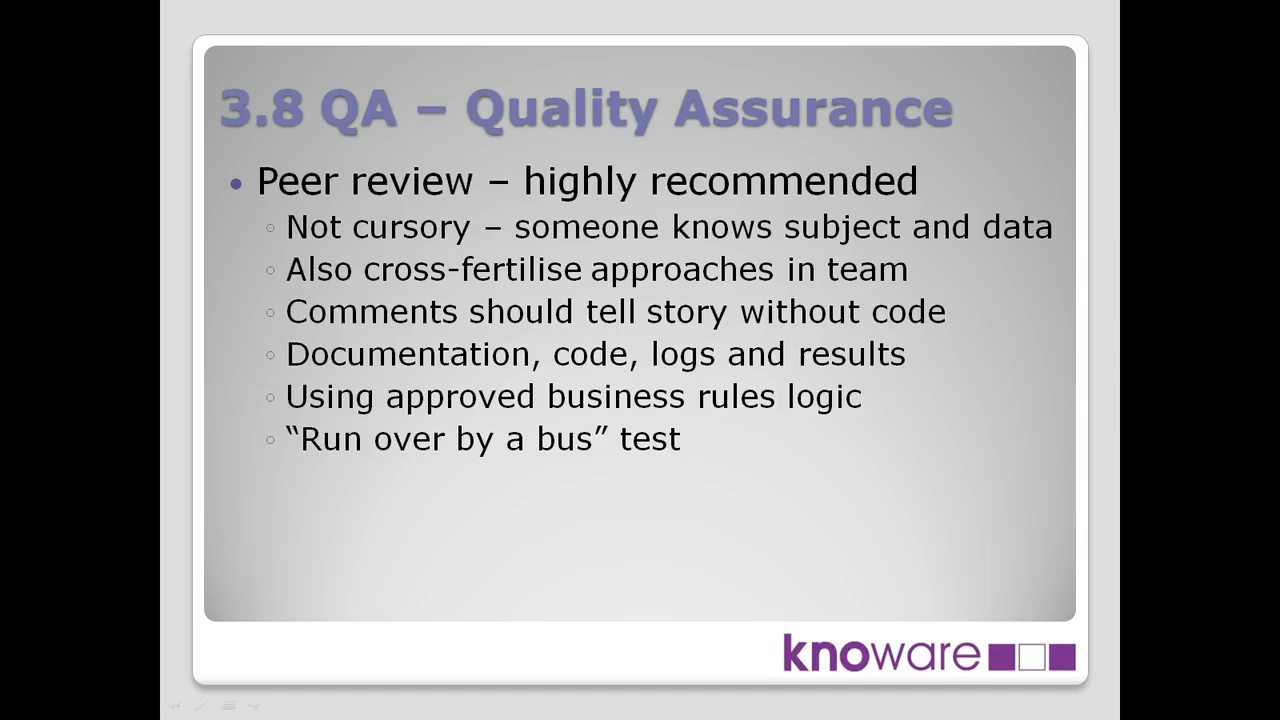 3.8 QA – Quality Assurance
Peer review – highly recommended
Not cursory – someone knows subject and data
Also cross-fertilise approaches in team
Comments should tell story without code
Documentation, code, logs and results
Using approved business rules logic
“Run over by a bus” test
knoware